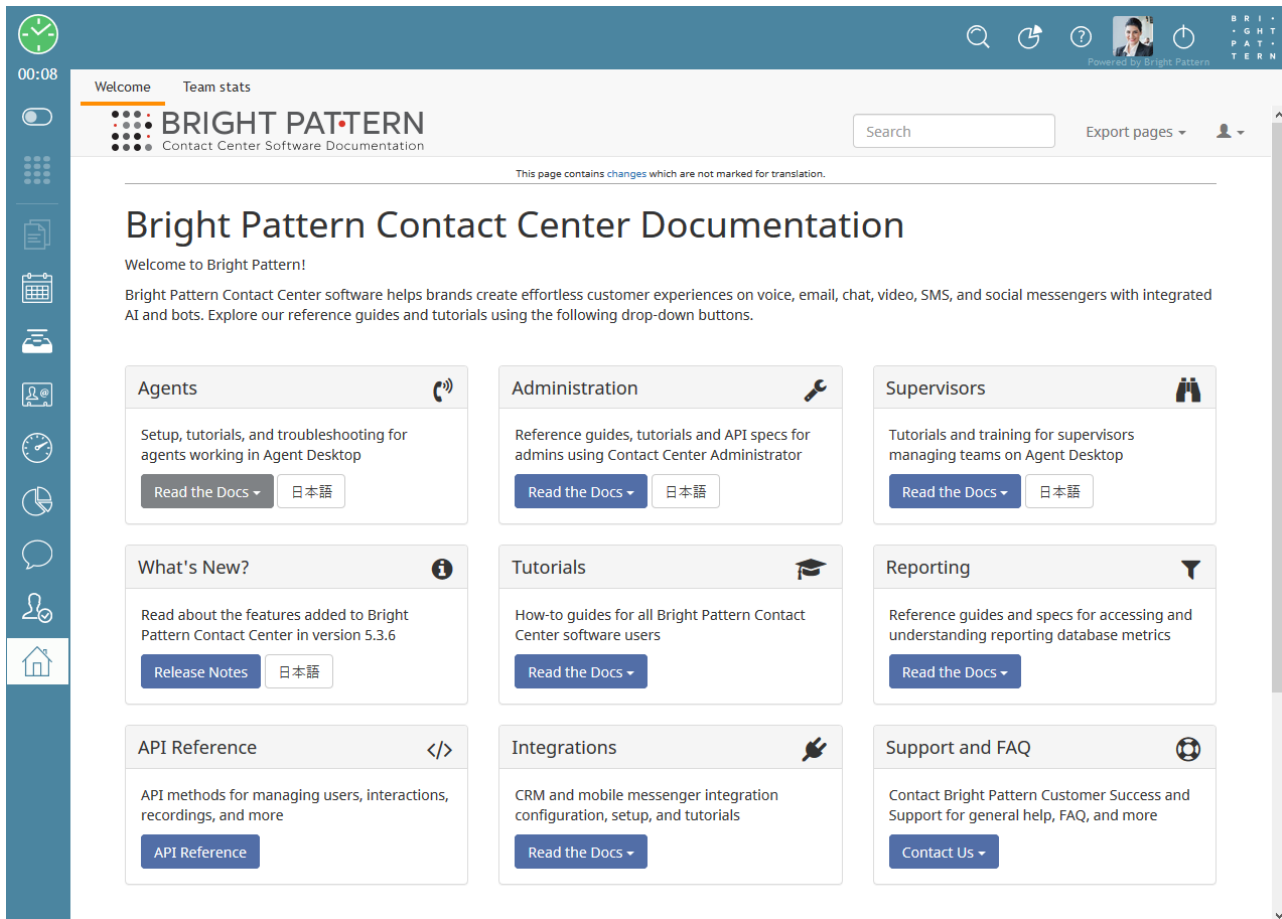 BRI·
·GHT
PAT·
TERN
Powered by Bright Pattern
00:08
Welcome
Team stats
BRIGHT PATTERN
Contact Center Software Documentation
Search
Export pages
This page contains changes which are not marked for translation.
Bright Pattern Contact Center Documentation
Welcome to Bright Pattern!
Bright Pattern Contact Center software helps brands create effortless customer experiences on voice, email, chat, video, SMS, and social messengers with integrated
AI and bots. Explore our reference guides and tutorials using the following drop-down buttons.
Agents
Setup, tutorials, and troubleshooting for
agents working in Agent Desktop
Read the Docs
日本語
Administration
Reference guides, tutorials and API specs for
admins using Contact Center Administrator
Read the Docs
日本語
Supervisors
Tutorials and training for supervisors
managing teams on Agent Desktop
Read the Docs
日本語
What's New?
Read about the features added to Bright
Pattern Contact Center in version 5.3.6
Release Notes
日本語
Tutorials
How-to guides for all Bright Pattern Contact
Center software users
Read the Docs
Reporting
Reference guides and specs for accessing and
understanding reporting database metrics
Read the Docs
API Reference
</>
API methods for managing users, interactions,
recordings, and more
API Reference
Integrations
CRM and mobile messenger integration
configuration, setup, and tutorials
Read the Docs
Support and FAQ
Contact Bright Pattern Customer Success and
Support for general help, FAQ, and more
Contact Us